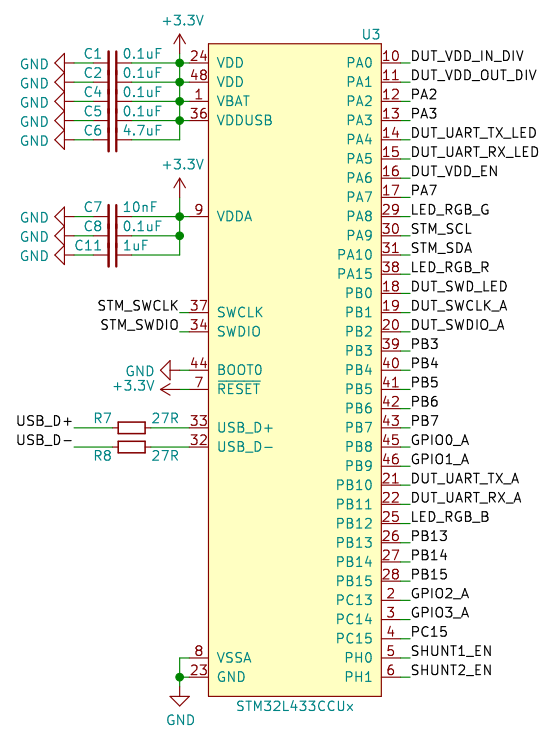 +3.3V
U3
C1 0.1uF
GND
24 VDD
PA0 10 DUT_VDD_IN_DIV
C2 0.1uF
GND
48 VDD
PA1 11 DUT_VDD_OUT_DIV
C4 0.1uF
GND
1 VBAT
PA2 12 PA2
C5 0.1uF
GND
36 VDDUSB
PA3 13 PA3
C6 4.7uF
GND
PA4 14 DUT_UART_TX_LED
PA5 15 DUT_UART_RX_LED
+3.3V
PA6 16 DUT_VDD_EN
PA7 17 PA7
C7 10nF
GND
9 VDDA
PA8 29 LED_RGB_G
C8 0.1uF
GND
PA9 30 STM_SCL
C11 1uF
GND
PA10 31 STM_SDA
PA15 38 LED_RGB_R
PB0 18 DUT_SWD_LED
STM_SWCLK 37 SWCLK
PB1 19 DUT_SWCLK_A
STM_SWDIO 34 SWDIO
PB2 20 DUT_SWDIO_A
PB3 39 PB3
GND 44 BOOT0
PB4 40 PB4
+3.3V 7 RESET
PB5 41 PB5
PB6 42 PB6
USB_D+ R7 27R 33 USB_D+
PB7 43 PB7
USB_D- R8 27R 32 USB_D-
PB8 45 GPIO0_A
PB9 46 GPIO1_A
PB10 21 DUT_UART_TX_A
PB11 22 DUT_UART_RX_A
PB12 25 LED_RGB_B
PB13 26 PB13
PB14 27 PB14
PB15 28 PB15
PC13 2 GPIO2_A
PC14 3 GPIO3_A
PC15 4 PC15
8 VSSA
PH0 5 SHUNT1_EN
23 GND
PH1 6 SHUNT2_EN
GND
STM32L433CCUx